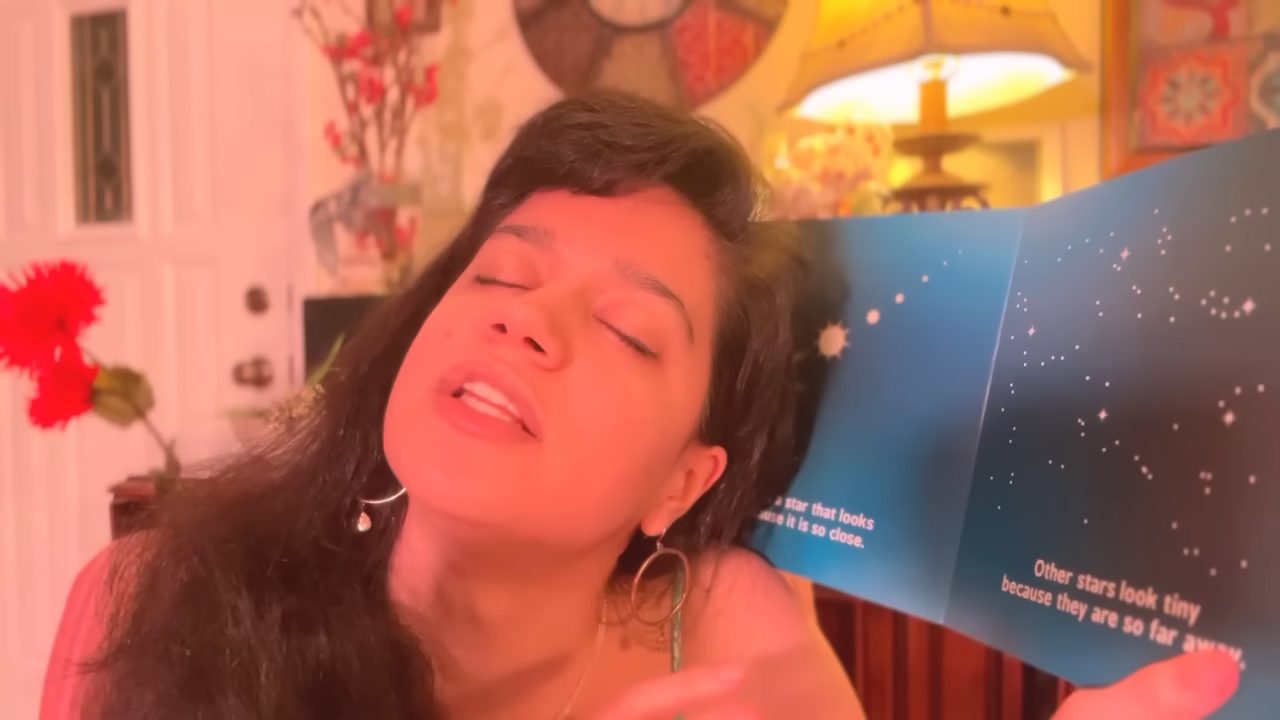 a star that looks
it is so close.
Other stars look tiny
because they are so far away.